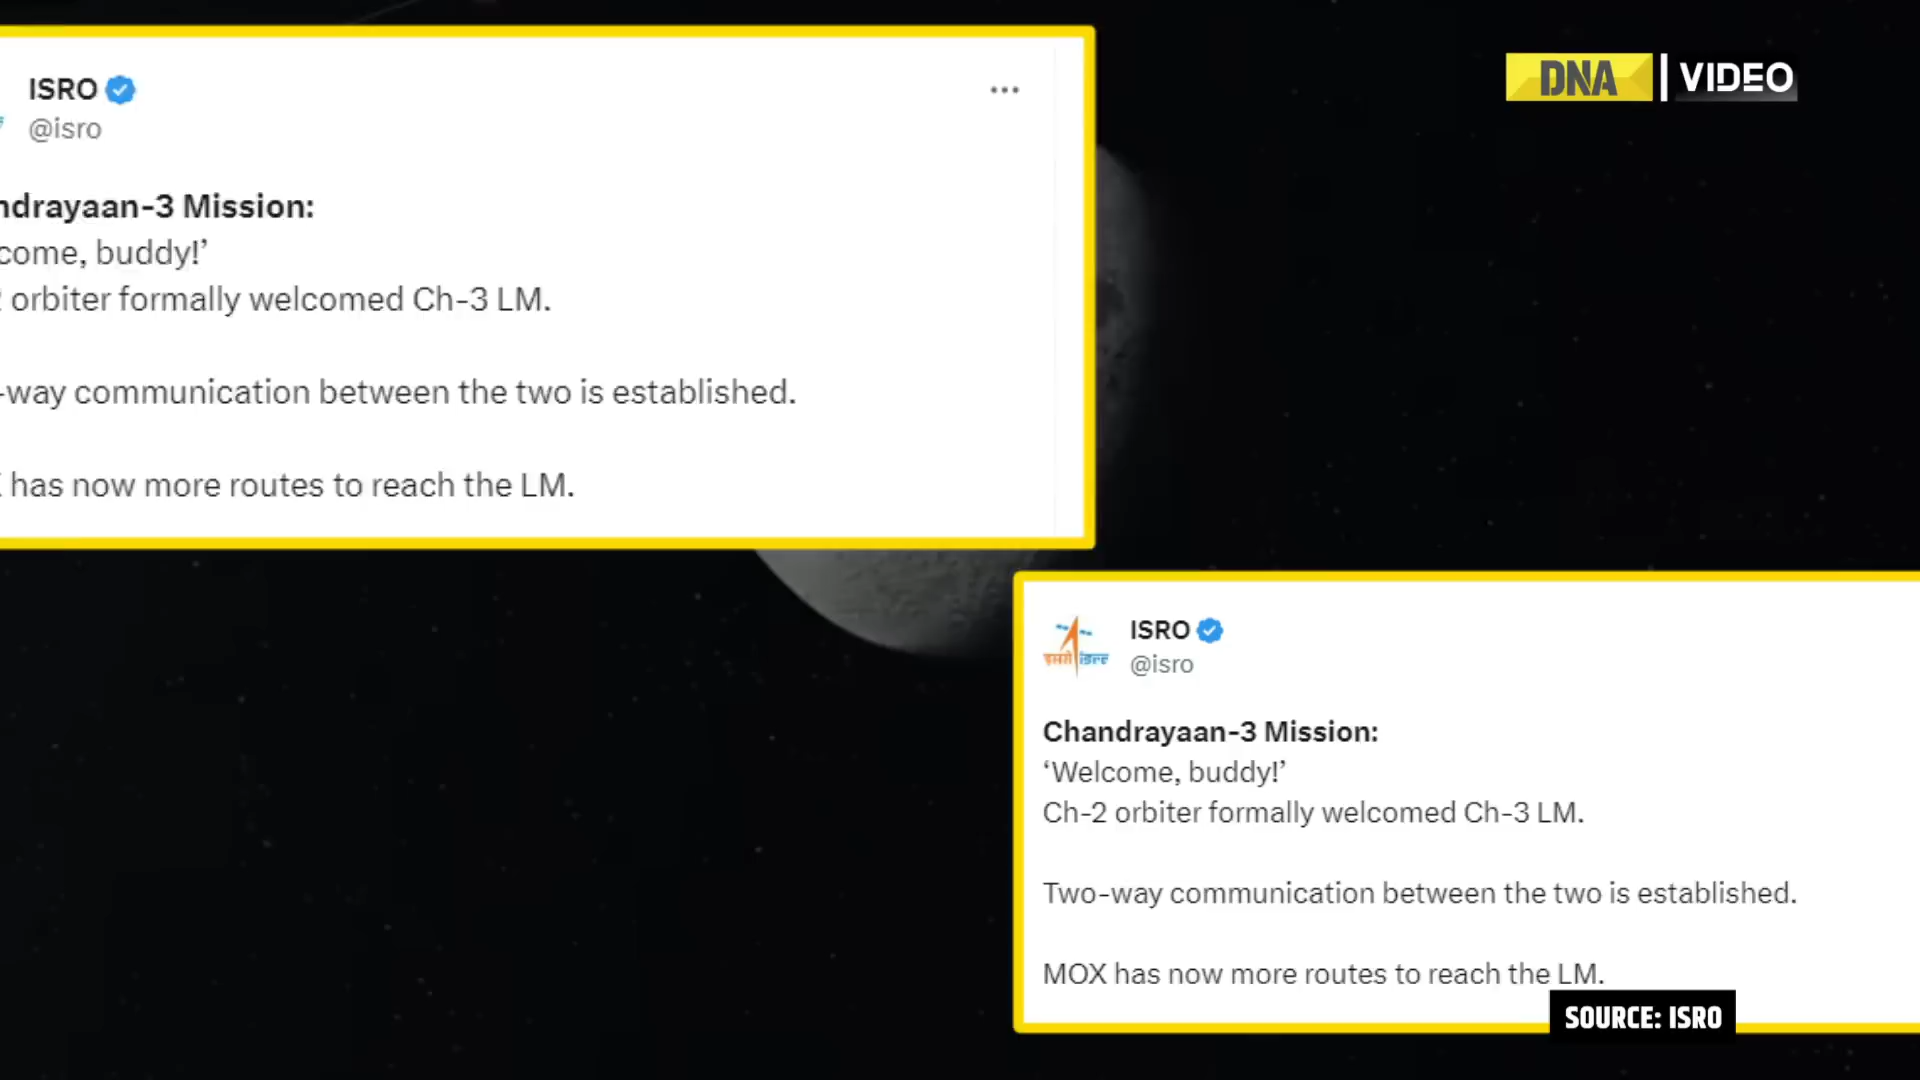 ISRO
@isro
ndrayaan-3 Mission:
come, buddy!’
orbiter formally welcomed Ch-3 LM.
-way communication between the two is established.
has now more routes to reach the LM.
DNA | VIDEO
इसरो isro
ISRO
@isro
Chandrayaan-3 Mission:
‘Welcome, buddy!’
Ch-2 orbiter formally welcomed Ch-3 LM.
Two-way communication between the two is established.
MOX has now more routes to reach the LM.
SOURCE: ISRO